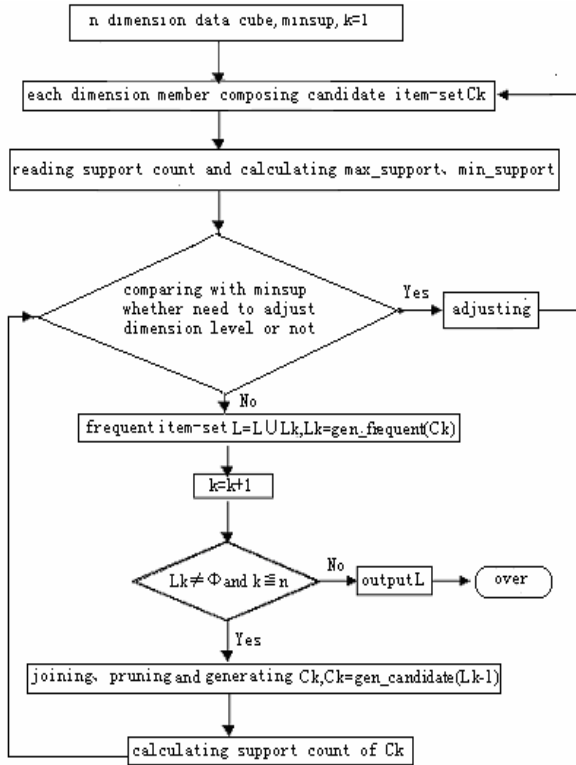 n dimension data cube, minsup, k=1
each dimension member composing candidate item-set Ck
reading support count and calculating max_support、min_support
comparing with minsup
whether need to adjust
dimension level or not
Yes
adjusting
No
frequent item-set L=L∪Lk,Lk=gen_frequent(Ck)
k=k+1
Lk≠Φ and k≦n
No
output L
over
Yes
joining、pruning and generating Ck,Ck=gen_candidate(Lk-1)
calculating support count of Ck